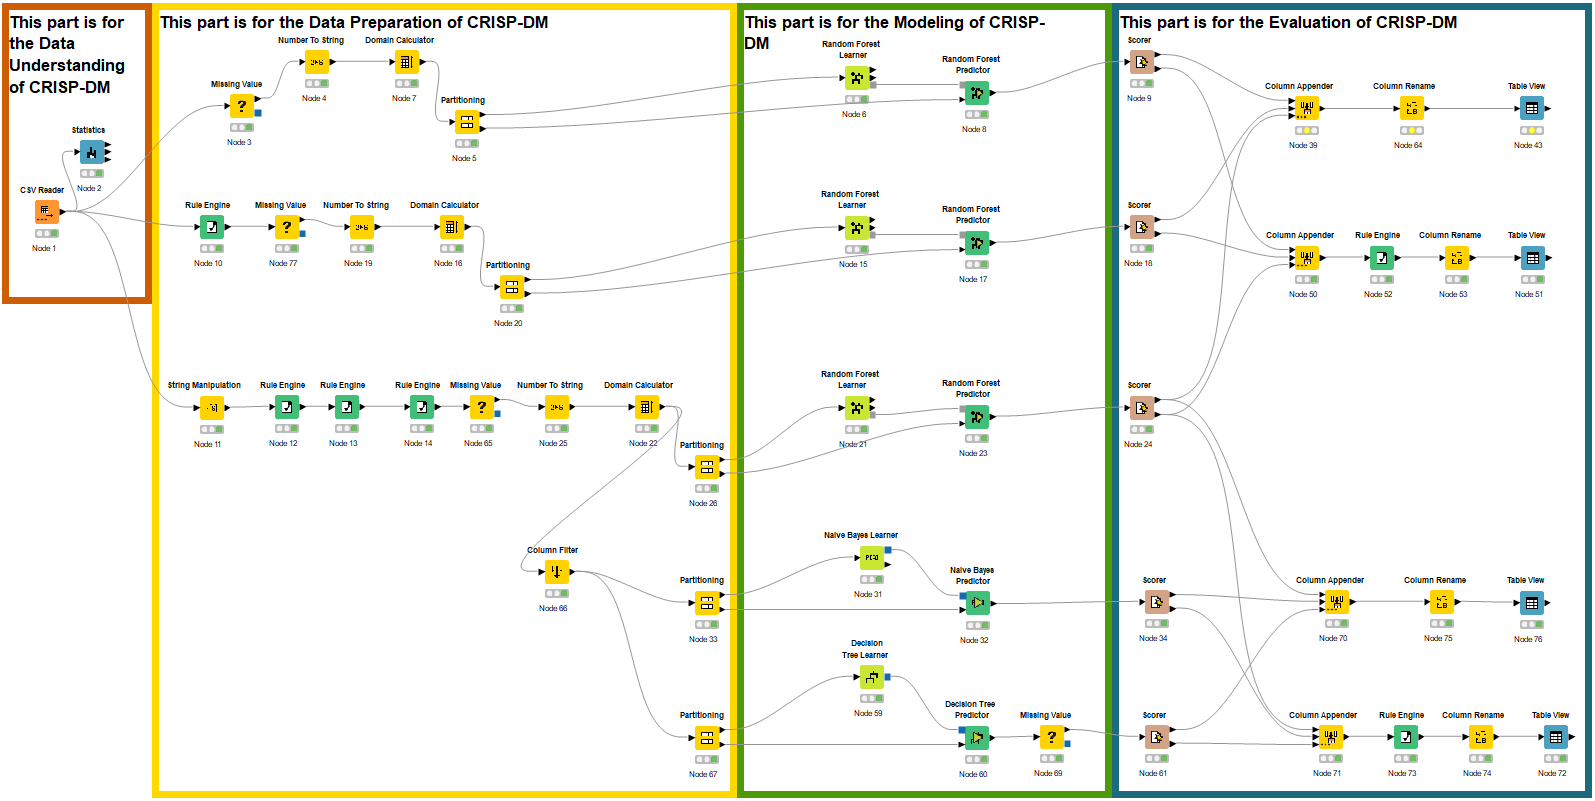 This part is for
the Data
Understanding
of CRISP-DM
Statistics
Node 2
CSV Reader
Node 1
This part is for the Data Preparation of CRISP-DM
Number To String
Node 4
Domain Calculator
Node 7
Missing Value
Node 3
Partitioning
Node 5
Rule Engine
Node 10
Missing Value
Node 77
Number To String
Node 19
Domain Calculator
Node 16
Partitioning
Node 20
String Manipulation
Node 11
Rule Engine
Node 12
Rule Engine
Node 13
Rule Engine
Node 14
Missing Value
Node 65
Number To String
Node 25
Domain Calculator
Node 22
Partitioning
Node 26
Column Filter
Node 66
Partitioning
Node 33
Partitioning
Node 67
This part is for the Modeling of CRISP-
DM
Random Forest
Learner
Node 6
Random Forest
Predictor
Node 8
Random Forest
Learner
Node 15
Random Forest
Predictor
Node 17
Random Forest
Learner
Node 21
Random Forest
Predictor
Node 23
Naive Bayes Learner
Node 31
Naive Bayes
Predictor
Node 32
Decision
Tree Learner
Node 59
Decision Tree
Predictor
Node 60
Missing Value
Node 69
This part is for the Evaluation of CRISP-DM
Scorer
Node 9
Column Appender
Node 39
Column Rename
Node 64
Table View
Node 43
Scorer
Node 18
Column Appender
Node 50
Rule Engine
Node 52
Column Rename
Node 53
Table View
Node 51
Scorer
Node 24
Scorer
Node 34
Column Appender
Node 70
Column Rename
Node 75
Table View
Node 76
Scorer
Node 61
Column Appender
Node 71
Rule Engine
Node 73
Column Rename
Node 74
Table View
Node 72